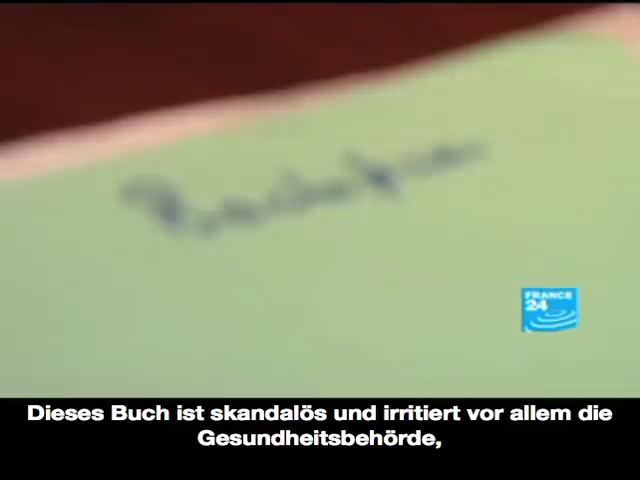 FRANCE
24
Dieses Buch ist skandalös und irritiert vor allem die
Gesundheitsbehörde,